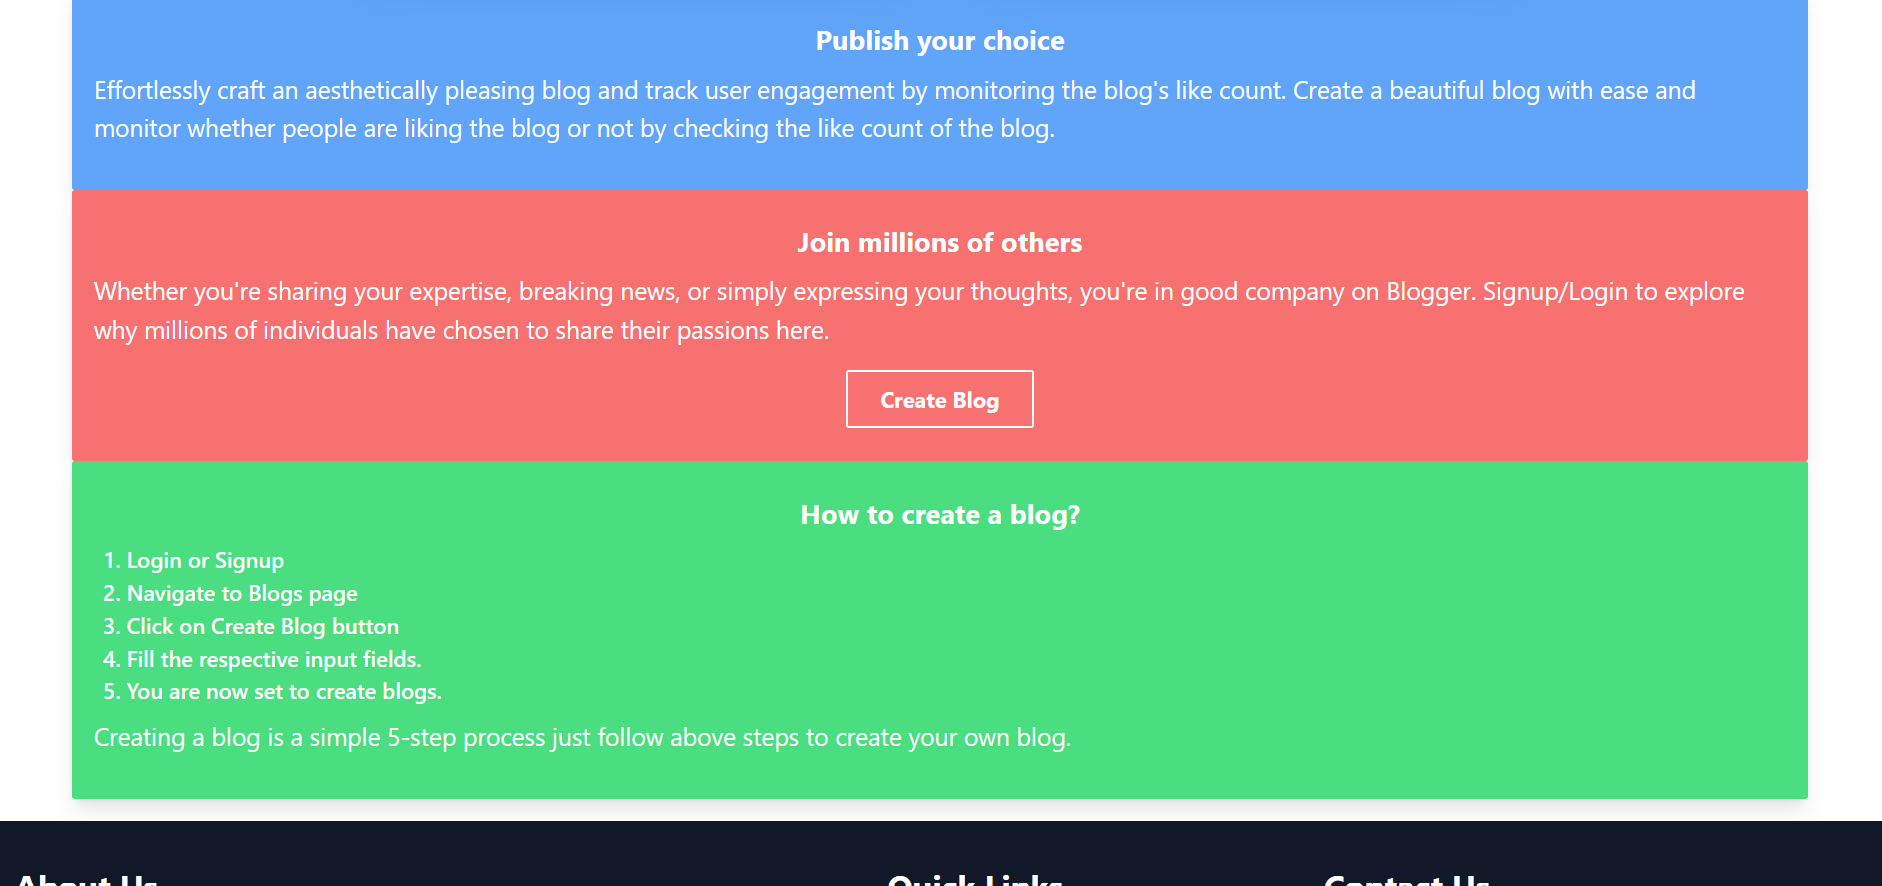 Publish your choice
Effortlessly craft an aesthetically pleasing blog and track user engagement by monitoring the blog's like count. Create a beautiful blog with ease and
monitor whether people are liking the blog or not by checking the like count of the blog.
Join millions of others
Whether you're sharing your expertise, breaking news, or simply expressing your thoughts, you're in good company on Blogger. Signup/Login to explore
why millions of individuals have chosen to share their passions here.
Create Blog
How to create a blog?
1. Login or Signup
2. Navigate to Blogs page
3. Click on Create Blog button
4. Fill the respective input fields.
5. You are now set to create blogs.
Creating a blog is a simple 5-step process just follow above steps to create your own blog.
About Us Quick Links Contact Us